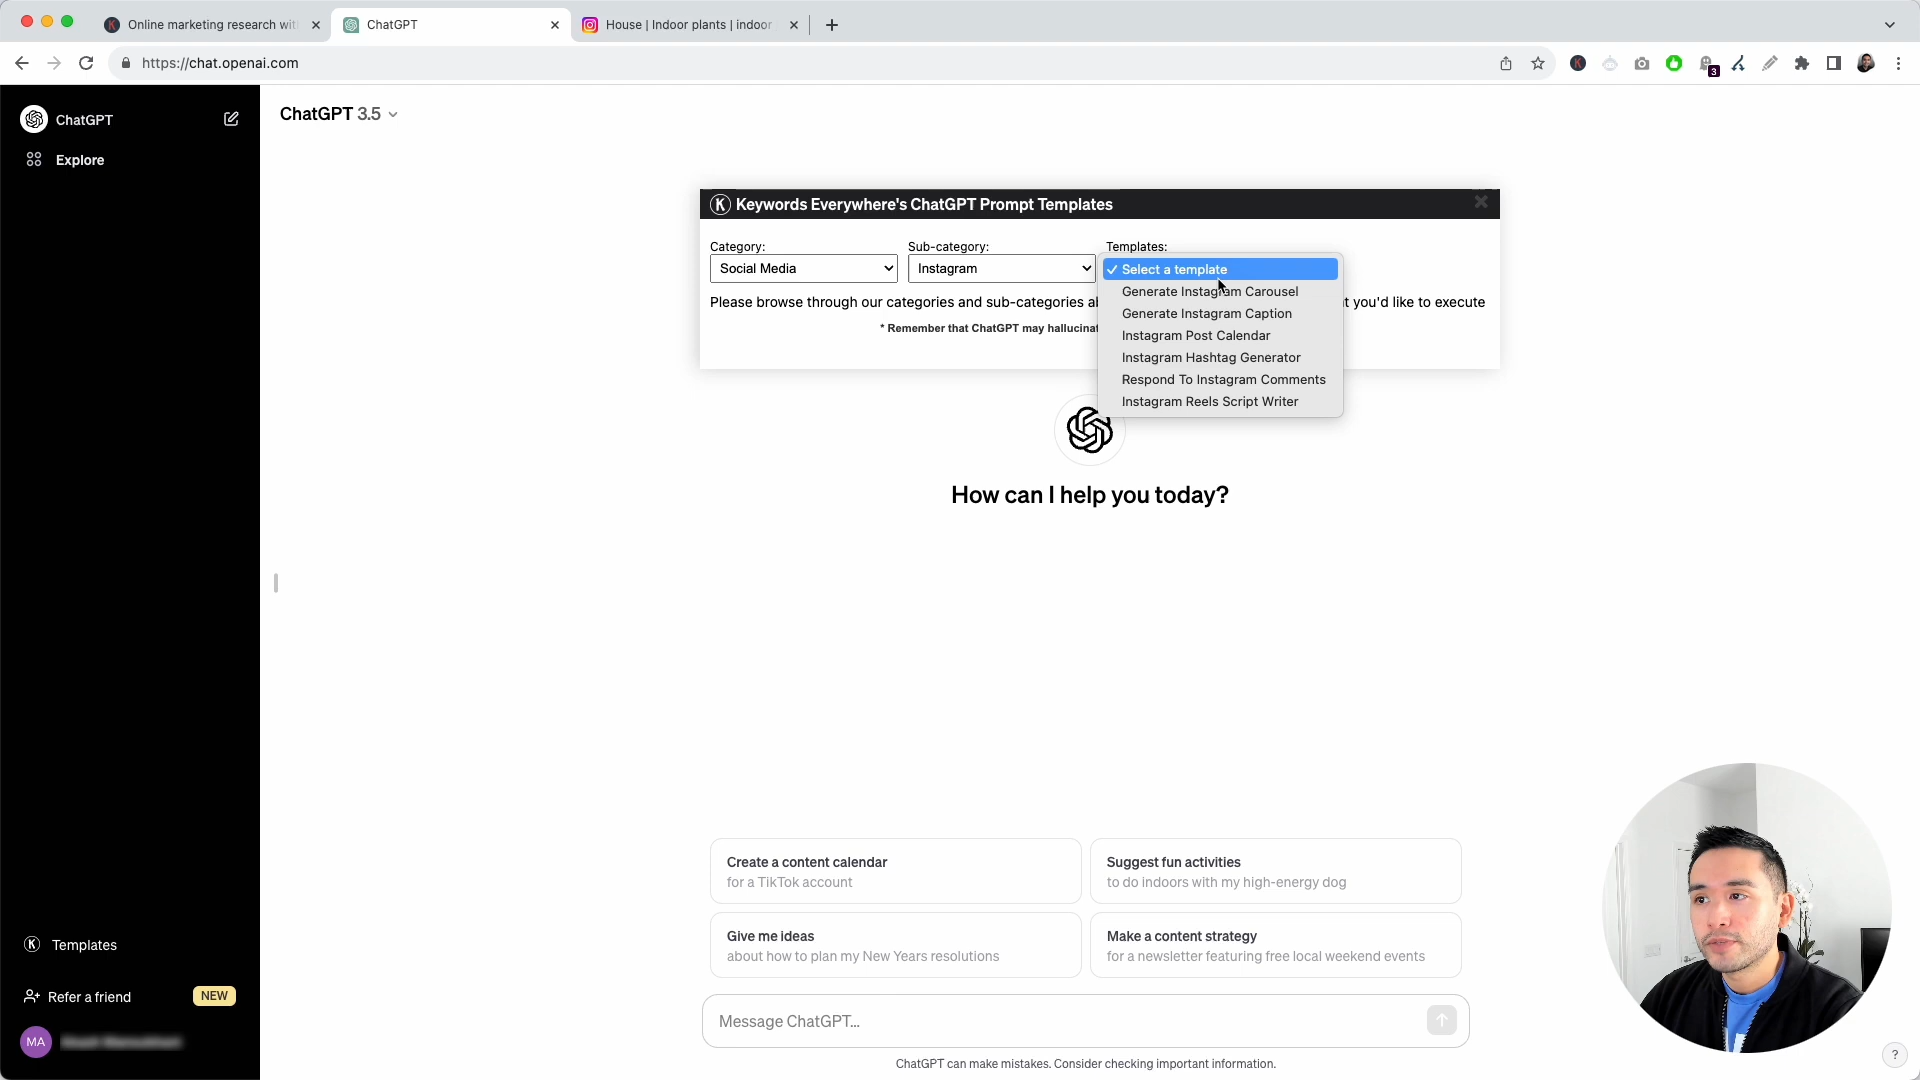 Online marketing research wit
ChatGPT
House | Indoor plants | indoor
https://chat.openai.com
3
ChatGPT
Explore
ChatGPT 3.5
K Keywords Everywhere's ChatGPT Prompt Templates
Category:
Sub-category:
Templates:
Social Media
Instagram
Select a template
Generate Instagram Carousel
Generate Instagram Caption
Instagram Post Calendar
Instagram Hashtag Generator
Respond To Instagram Comments
Instagram Reels Script Writer
Please browse through our categories and sub-categories a
t you'd like to execute
* Remember that ChatGPT may hallucinat
How can I help you today?
Create a content calendar
for a TikTok account
Suggest fun activities
to do indoors with my high-energy dog
Give me ideas
about how to plan my New Years resolutions
Make a content strategy
for a newsletter featuring free local weekend events
K Templates
Refer a friend
NEW
MA
Message ChatGPT...
ChatGPT can make mistakes. Consider checking important information.
?